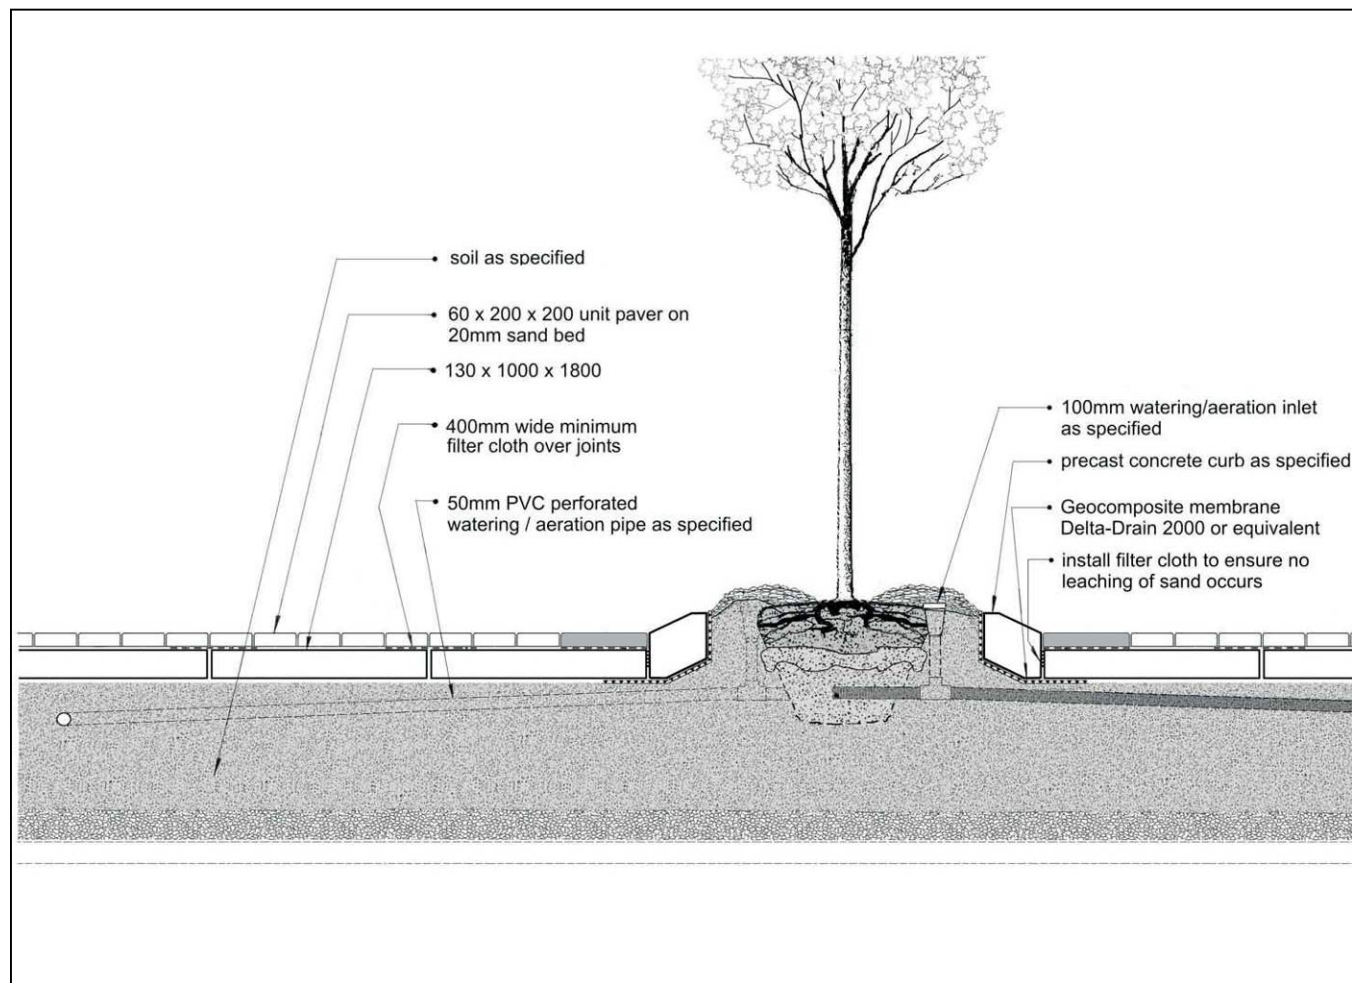 soil as specified
60 x 200 x 200 unit paver on
20mm sand bed
130 x 1000 x 1800
400mm wide minimum
filter cloth over joints
50mm PVC perforated
watering / aeration pipe as specified
100mm watering/aeration inlet
as specified
precast concrete curb as specified
Geocomposite membrane
Delta-Drain 2000 or equivalent
install filter cloth to ensure no
leaching of sand occurs